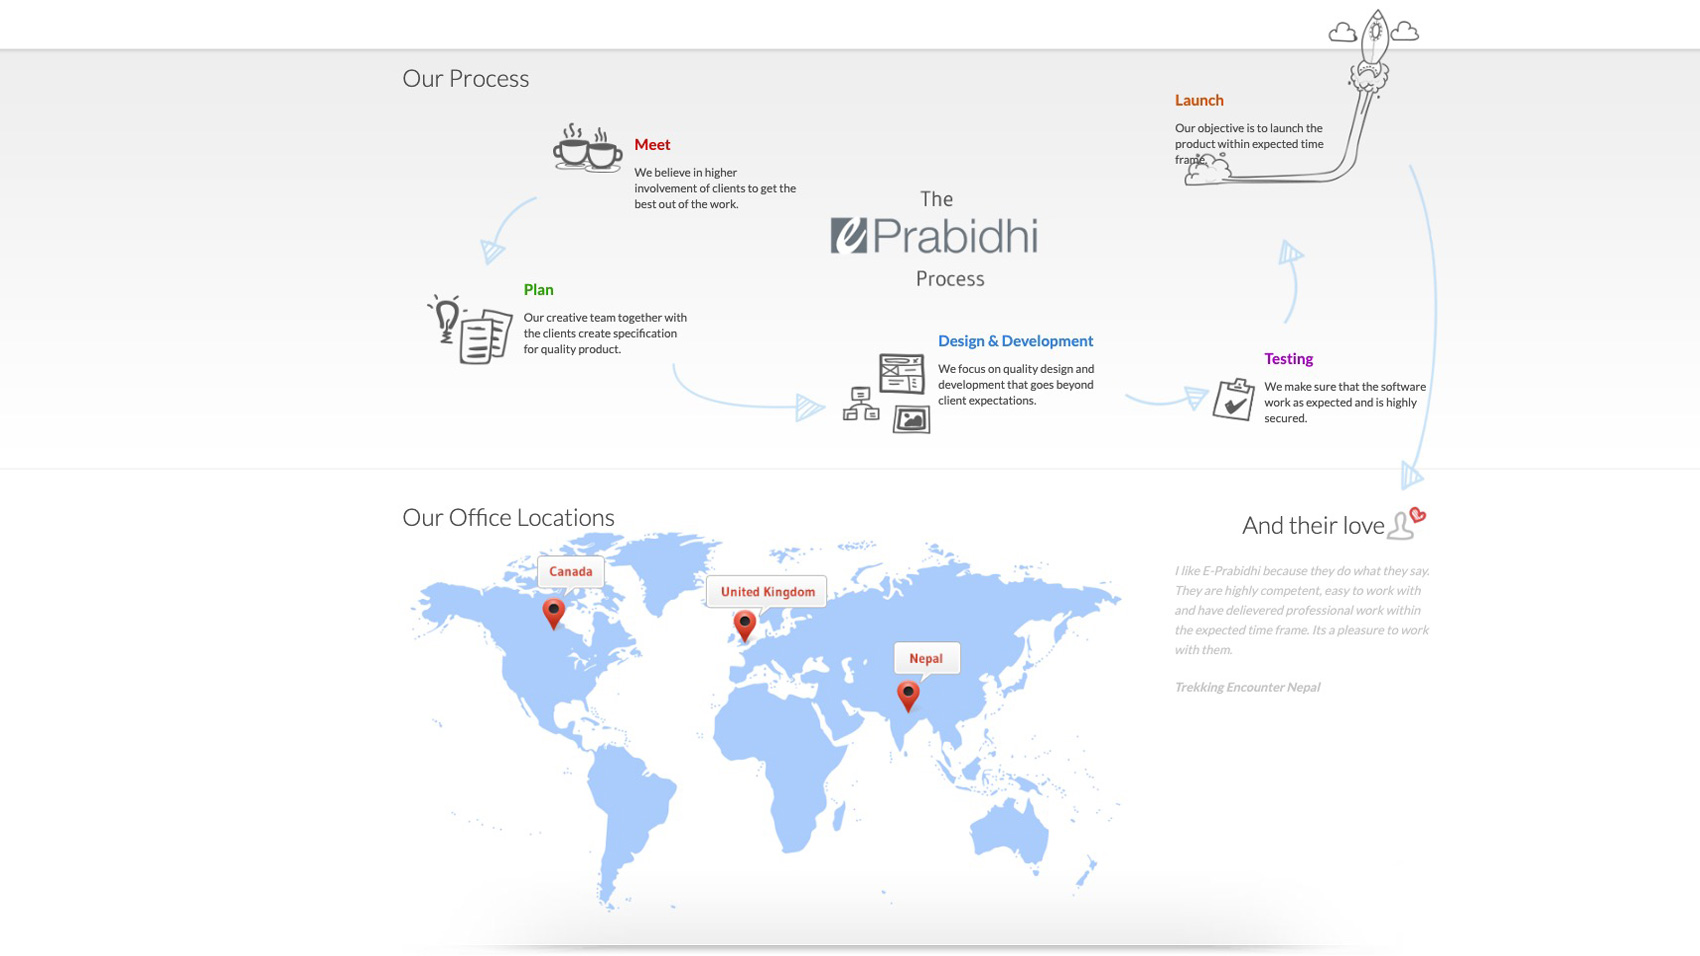 Our Process
Meet
We believe in higher
involvement of clients to get the
best out of the work.
Plan
Our creative team together with
the clients create specification
for quality product.
The
ePrabidhi
Process
Design & Development
We focus on quality design and
development that goes beyond
client expectations.
Testing
We make sure that the software
work as expected and is highly
secured.
Launch
Our objective is to launch the
product within expected time
frame.
Our Office Locations
Canada
United Kingdom
Nepal
And their love
I like E-Prabidhi because they do what they say.
They are highly competent, easy to work with
and have delievered professional work within
the expected time frame. Its a pleasure to work
with them.
Trekking Encounter Nepal